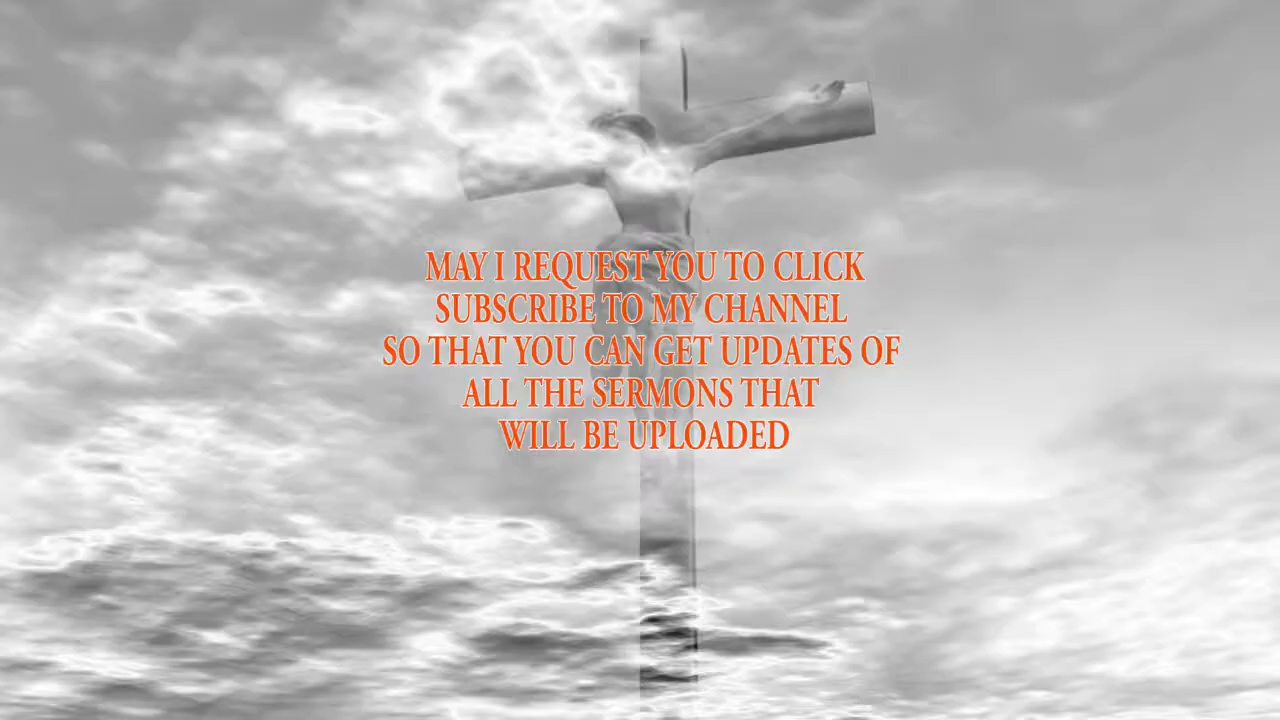 MAY I REQUEST YOU TO CLICK
SUBSCRIBE TO MY CHANNEL
SO THAT YOU CAN GET UPDATES OF
ALL THE SERMONS THAT
WILL BE UPLOADED